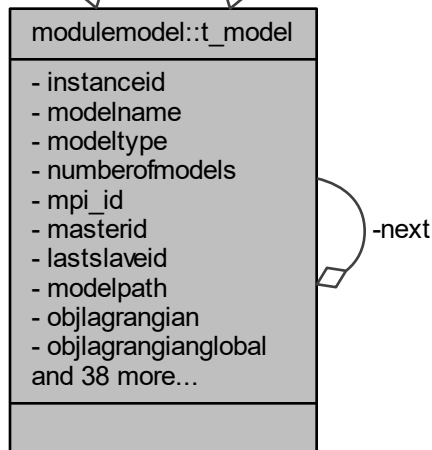 modulemodel::t_model
- instanceid
- modelname
- modeltype
- numberofmodels
- mpi_id
- masterid
- lastslaveid
- modelpath
- objlagrangian
- objlagrangianglobal
and 38 more...
-next